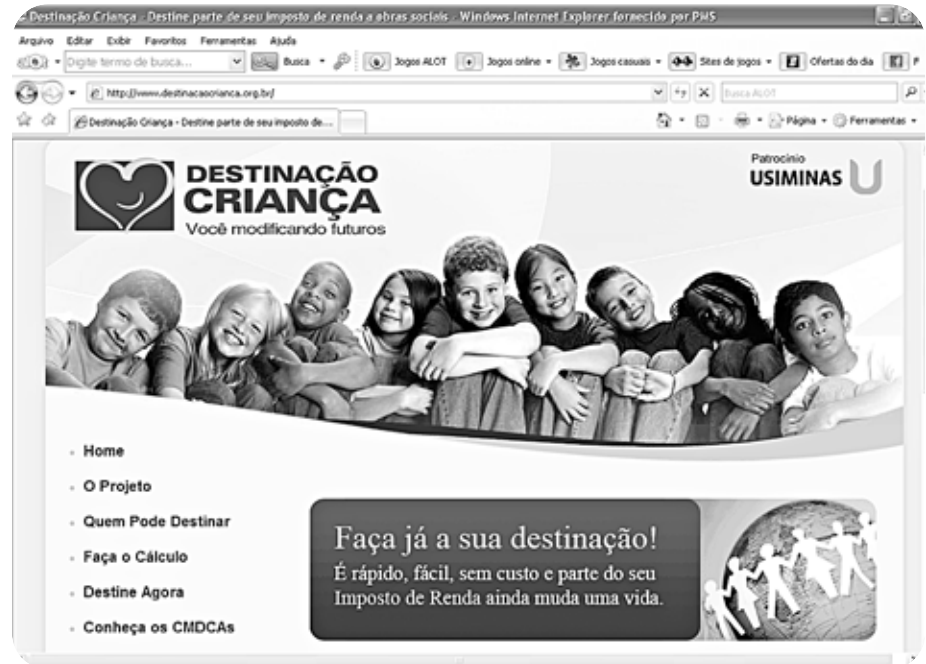 Destinação Criança - Destine parte de seu imposto de renda a obras sociais - Windows Internet Explorer fornecido por PMS
Arquivo Editar Exibir Favoritos Ferramentas Ajuda
Digite termo de busca... Busca Jogos ALOT Jogos online Jogos casuais Sites de jogos Ofertas do dia F
http://www.destinacaocrianca.org.br/ Busca ALOT
Destinação Criança - Destine parte de seu imposto de... Página Ferramentas
DESTINAÇÃO
CRIANÇA
Você modificando futuros
Patrocínio
USIMINAS
Home
O Projeto
Quem Pode Destinar
Faça o Cálculo
Destine Agora
Conheça os CMDCAs
Faça já a sua destinação!
É rápido, fácil, sem custo e parte do seu
Imposto de Renda ainda muda uma vida.